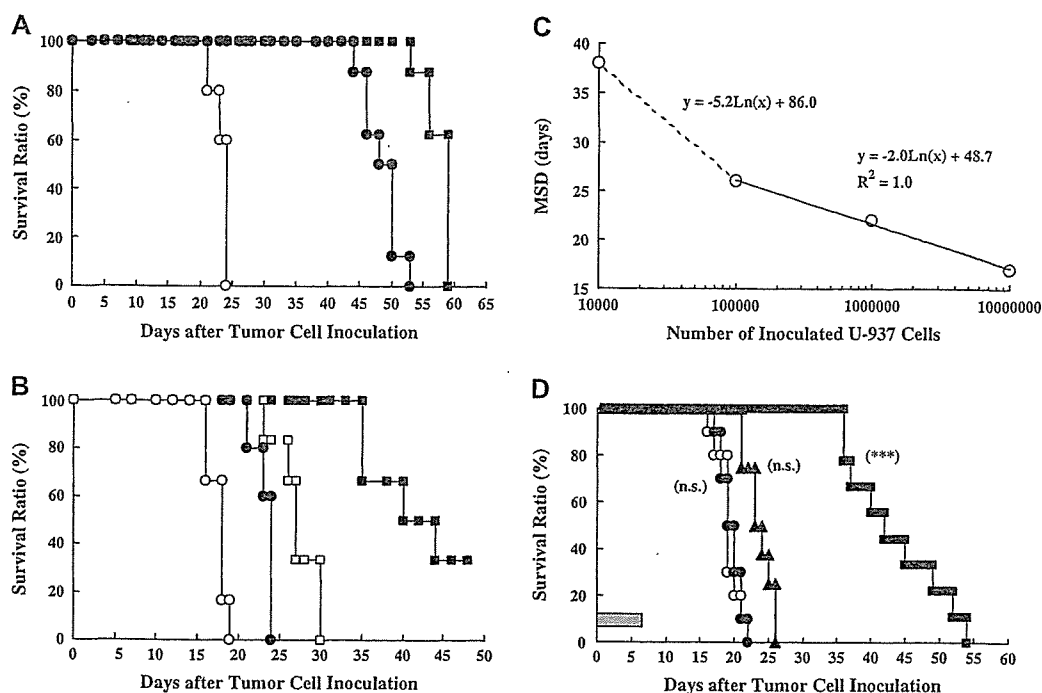 A
100
80
60
40
20
0
Survival Ratio (%)
0 5 10 15 20 25 30 35 40 45 50 55 60 65
Days after Tumor Cell Inoculation
C
40
35
30
25
20
15
MSD (days)
y = -5.2Ln(x) + 86.0
y = -2.0Ln(x) + 48.7
R² = 1.0
10000 100000 1000000 10000000
Number of Inoculated U-937 Cells
B
100
80
60
40
20
0
Survival Ratio (%)
0 5 10 15 20 25 30 35 40 45 50
Days after Tumor Cell Inoculation
D
100
90
80
70
60
50
40
30
20
10
0
Survival Ratio (%)
(n.s.)
(n.s.)
(***)
0 5 10 15 20 25 30 35 40 45 50 55 60
Days after Tumor Cell Inoculation